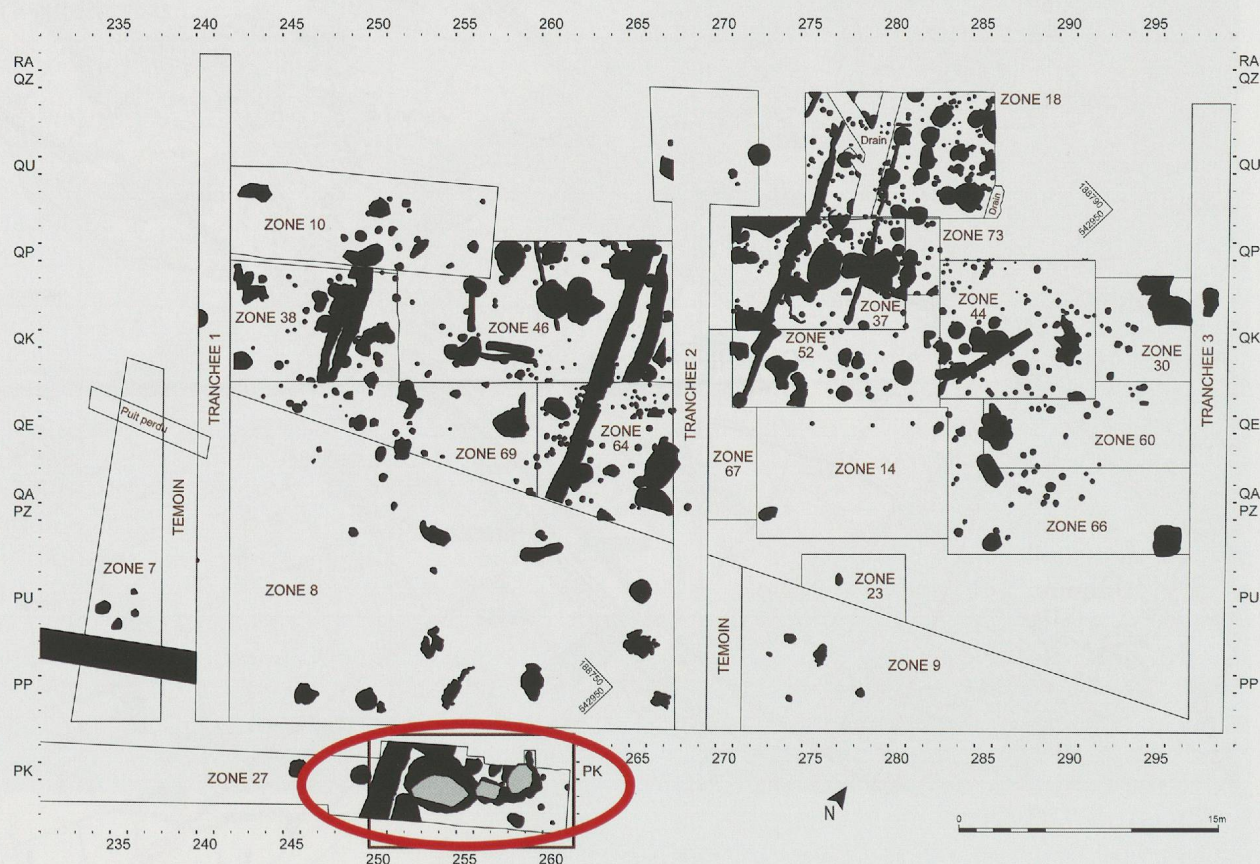 235 240 245 250 255 260 265 270 275 280 285 290 295
RA RA
QZ QZ
ZONE 18
Drain
QU QU
Drain
188790
542950
ZONE 10
ZONE 73
QP QP
ZONE 38
ZONE 46
ZONE
37
ZONE
44
QK QK
ZONE
52
ZONE
30
TRANCHEE 1
TRANCHEE 2
TRANCHEE 3
Puit perdu
QE QE
ZONE 69
ZONE
64
ZONE
67
ZONE 14
ZONE 60
TEMOIN
QA QA
PZ PZ
ZONE 66
ZONE 7
ZONE 8
ZONE
23
PU PU
TEMOIN
ZONE 9
188750
542950
PP PP
265 270 275 280 285 290 295
PK ZONE 27 PK PK
N
0 15m
235 240 245
250 255 260